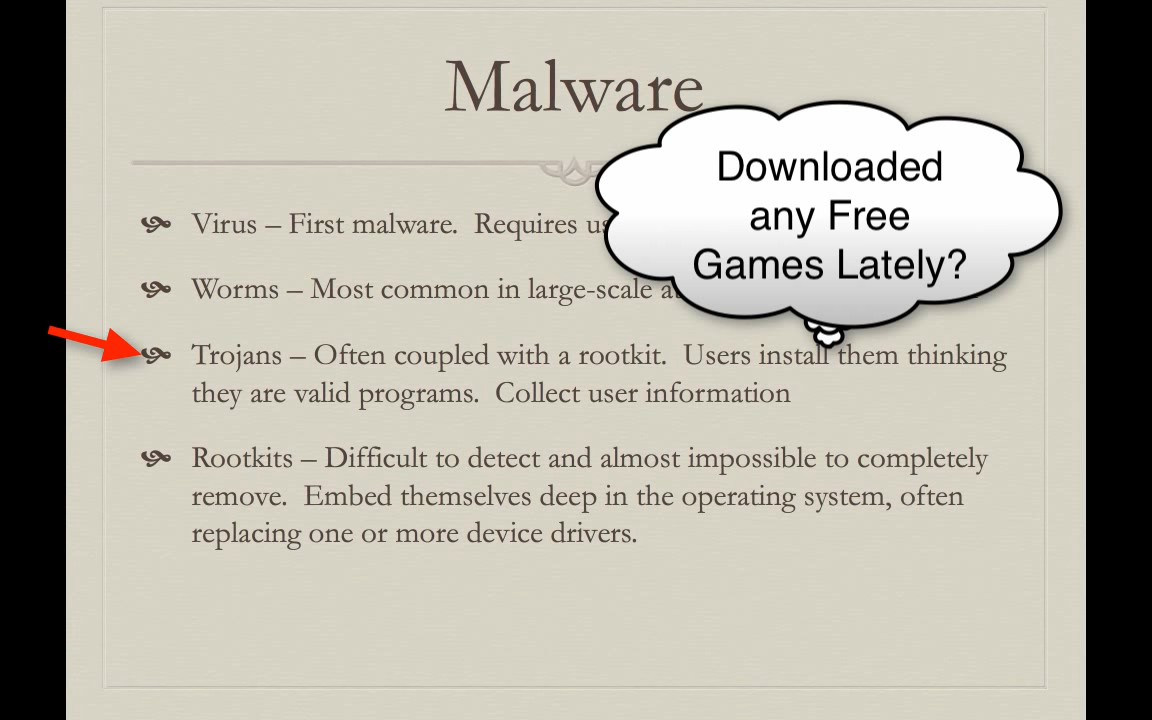 Malware
Downloaded
any Free
Games Lately?
Virus – First malware. Requires
Worms – Most common in large-scale
Trojans – Often coupled with a rootkit. Users install them thinking
they are valid programs. Collect user information
Rootkits – Difficult to detect and almost impossible to completely
remove. Embed themselves deep in the operating system, often
replacing one or more device drivers.